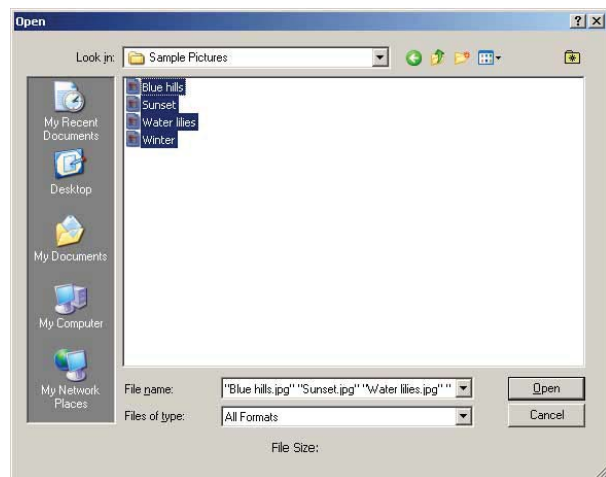 Open
Look in: Sample Pictures
Blue hills
Sunset
Water lilies
Winter
My Recent
Documents
Desktop
My Documents
My Computer
My Network
Places
File name: "Blue hills.jpg" "Sunset.jpg" "Water lilies.jpg" " Open
Files of type: All Formats Cancel
File Size: